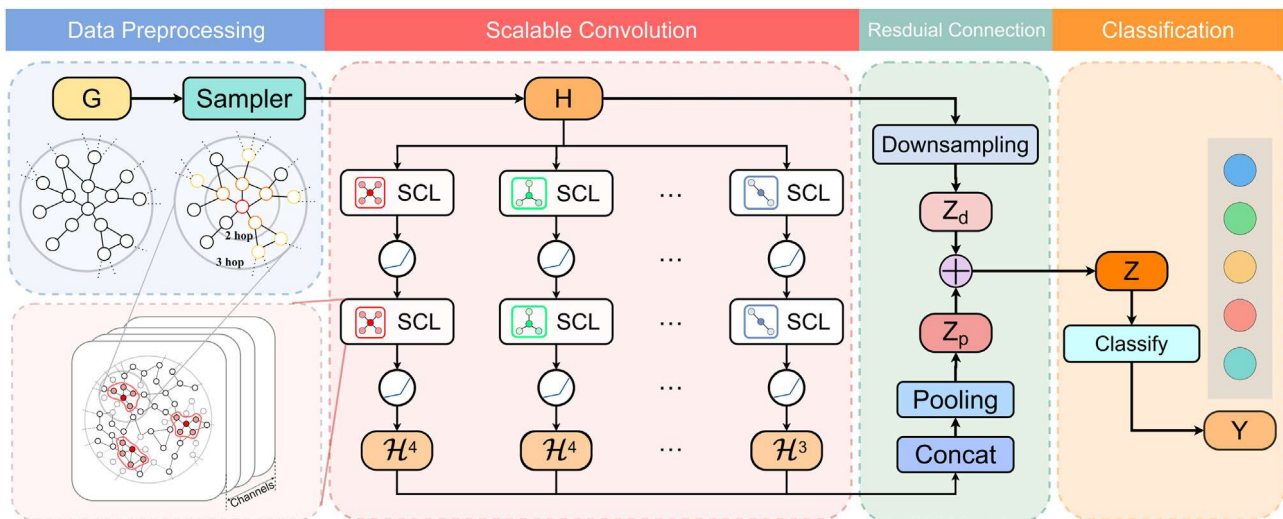 Data Preprocessing
Scalable Convolution
Resduial Connection
Classification
G
Sampler
H
Downsampling
SCL
SCL
...
SCL
2 hop
3 hop
Z_d
...
Z
SCL
SCL
...
SCL
Z_p
Classify
...
Pooling
Y
ℋ⁴
ℋ⁴
...
ℋ³
Concat
Channels